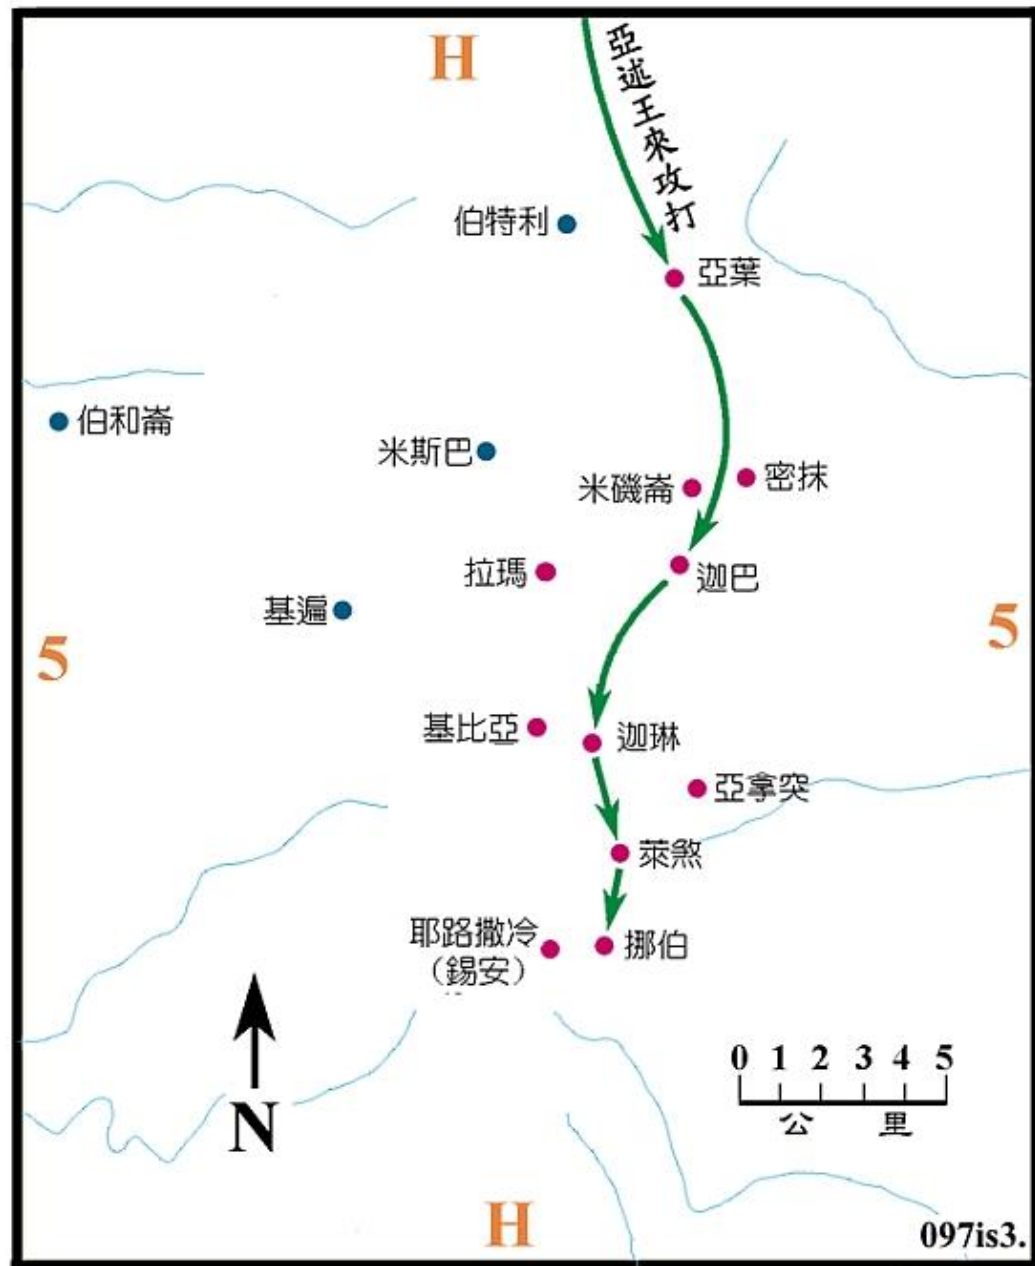 H
亞述王來攻打
伯特利
亞葉
伯和崙
米斯巴
米磯崙
密抹
拉瑪
迦巴
基遍
5
5
基比亞
迦琳
亞拿突
萊煞
耶路撒冷
（錫安）
挪伯
N
0 1 2 3 4 5
公里
H
097is3.